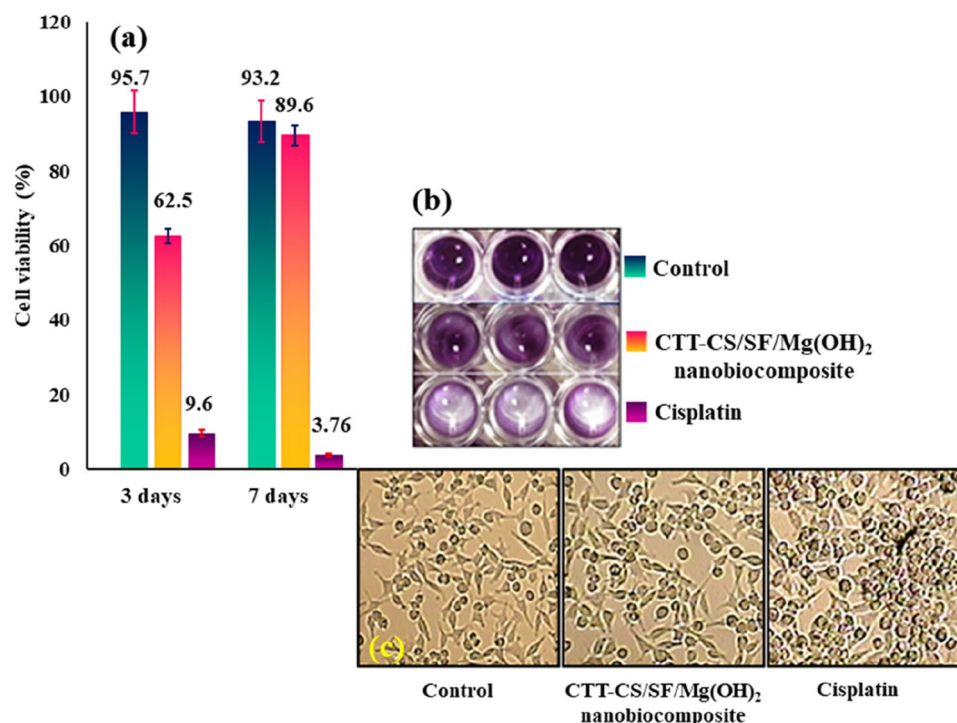 (a)
Cell viability (%)
120
100
80
60
40
20
0
95.7
62.5
9.6
93.2
89.6
3.76
3 days
7 days
(b)
Control
CTT-CS/SF/Mg(OH)₂
nanobiocomposite
Cisplatin
(c)
Control
CTT-CS/SF/Mg(OH)₂
nanobiocomposite
Cisplatin